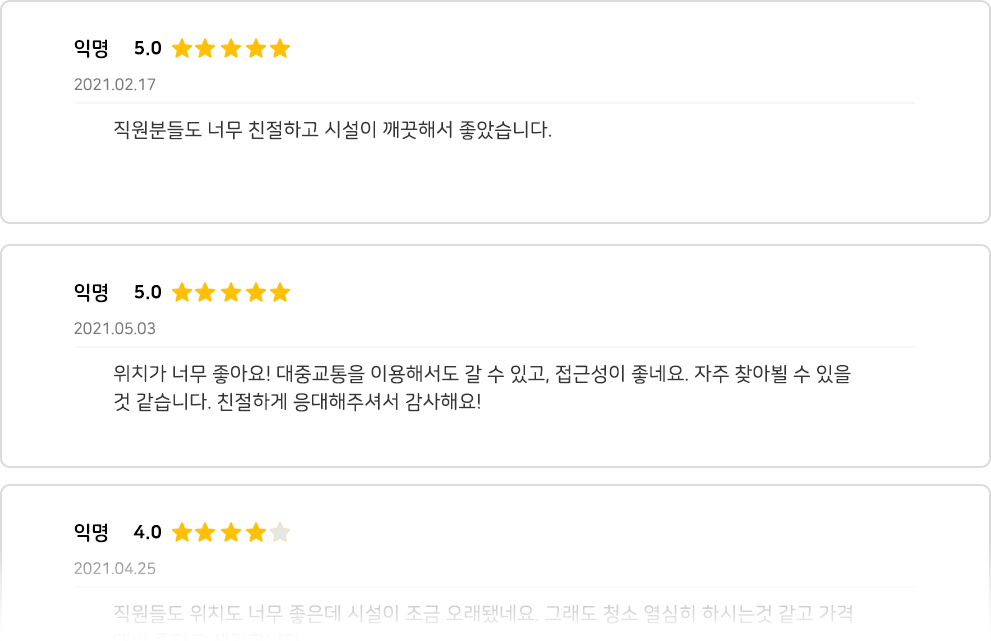 익명 5.0
2021.02.17
직원분들도 너무 친절하고 시설이 깨끗해서 좋았습니다.
익명 5.0
2021.05.03
위치가 너무 좋아요! 대중교통을 이용해서도 갈 수 있고, 접근성이 좋네요. 자주 찾아뵐 수 있을
것 같습니다. 친절하게 응대해주셔서 감사해요!
익명 4.0
2021.04.25
직원들도 위치도 너무 좋은데 시설이 조금 오래됐네요. 그래도 청소 열심히 하시는것 같고 가격